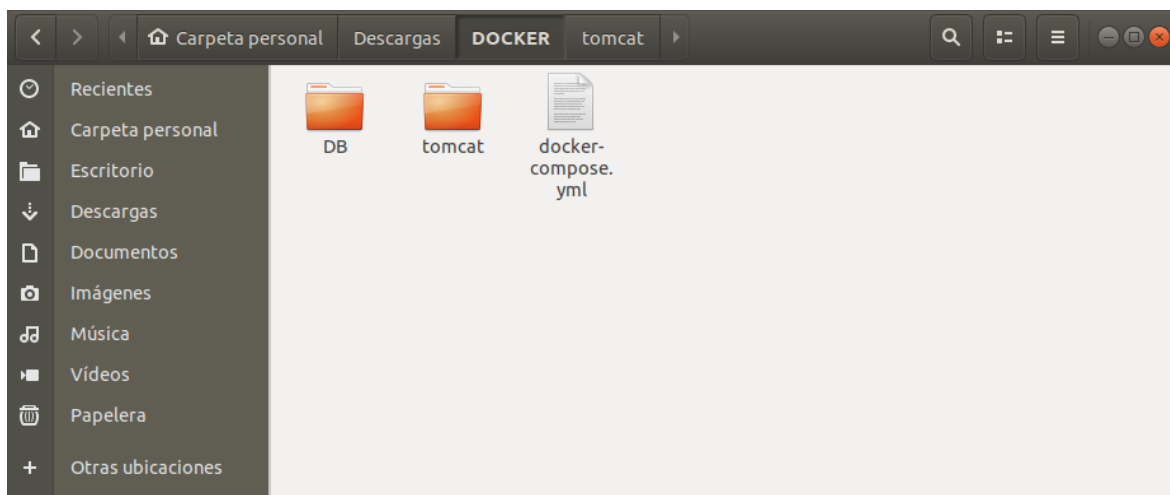 Carpeta personal Descargas DOCKER tomcat
Recientes
Carpeta personal
Escritorio
Descargas
Documentos
Imágenes
Música
Vídeos
Papelera
Otras ubicaciones
DB
tomcat
docker-
compose.
yml